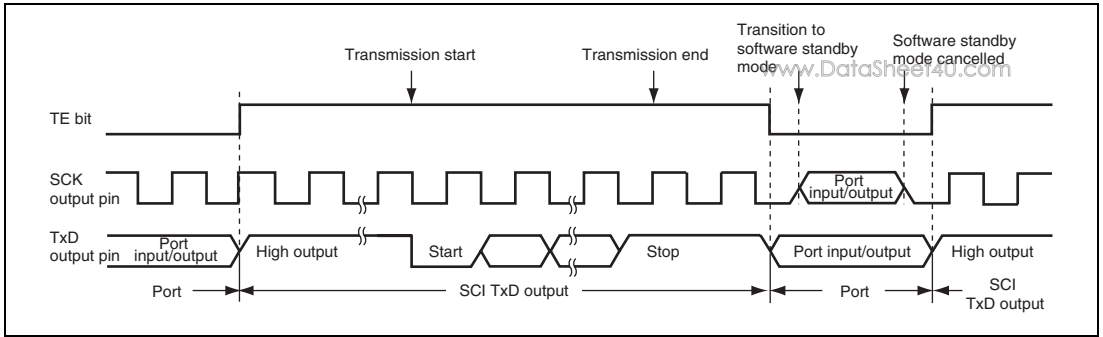 Transmission start
Transmission end
Transition to
software standby
mode
Software standby
mode cancelled
www.DataSheet4U.com
TE bit
SCK
output pin
Port
input/output
TxD
output pin
Port
input/output
High output
Start
Stop
Port input/output
High output
Port
SCI TxD output
Port
SCI
TxD output